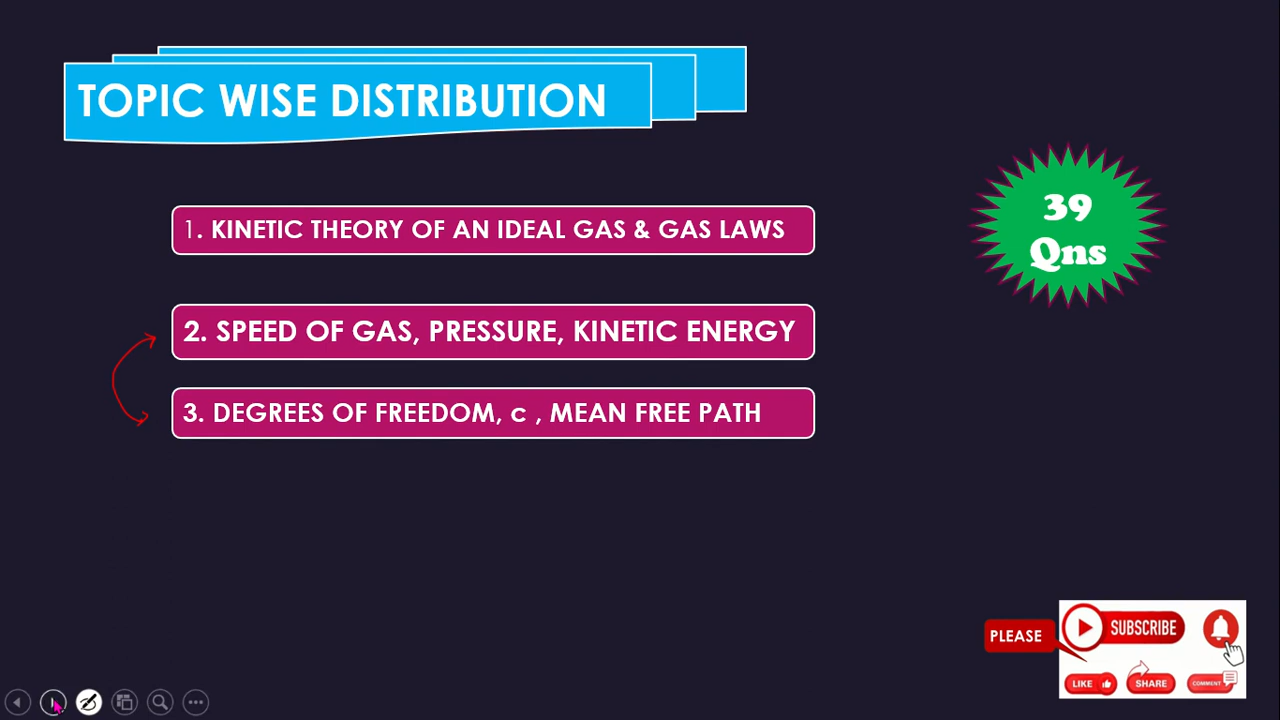 TOPIC WISE DISTRIBUTION
1. KINETIC THEORY OF AN IDEAL GAS & GAS LAWS
39
Qns
2. SPEED OF GAS, PRESSURE, KINETIC ENERGY
3. DEGREES OF FREEDOM, c , MEAN FREE PATH
PLEASE
SUBSCRIBE
LIKE
SHARE
COMMENT